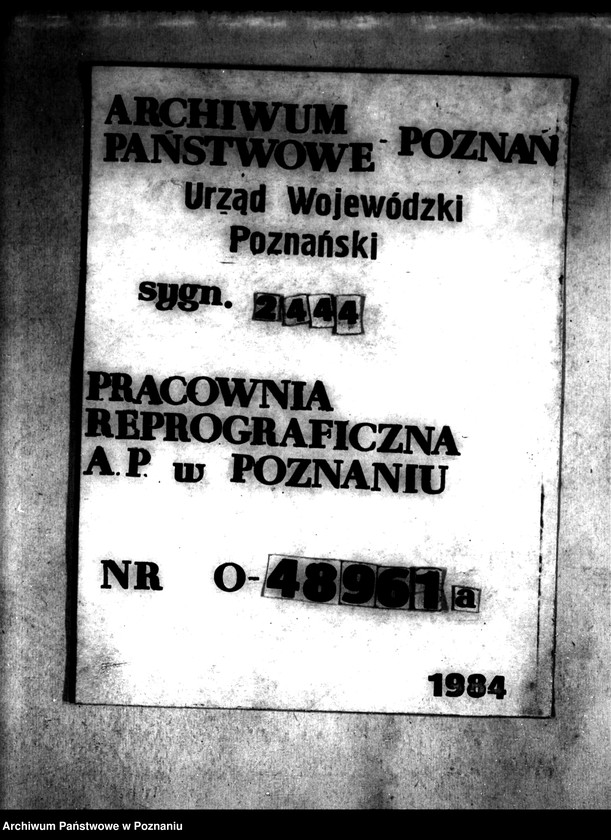 ARCHIWUM
PAŃSTWOWE - POZNAŃ
Urząd Wojewódzki
Poznański
sygn. 2444
PRACOWNIA
REPROGRAFICZNA
A.P. w POZNANIU
NR O-48961a
1984
Archiwum Państwowe w Poznaniu